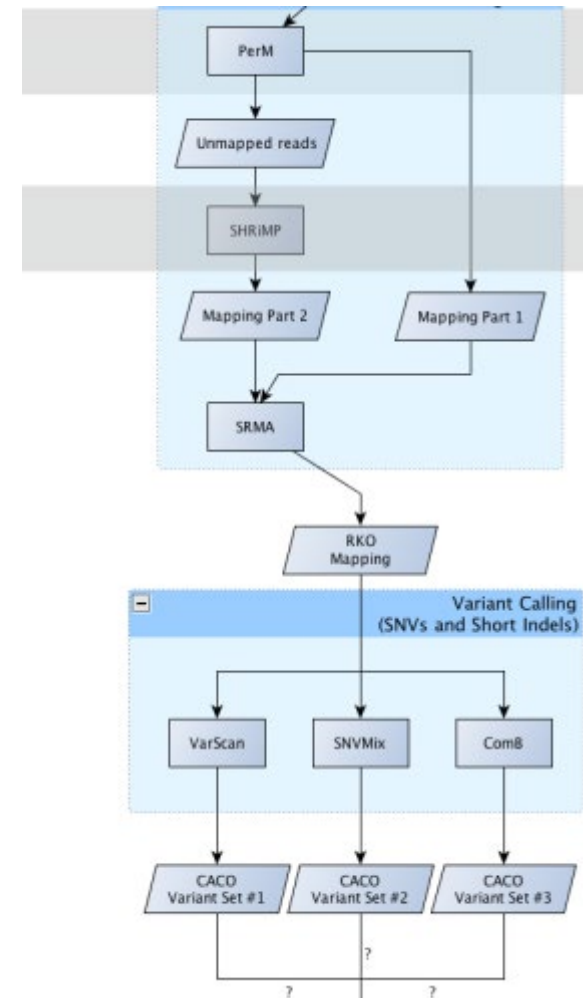 PerM
Unmapped reads
SHRiMP
Mapping Part 2
Mapping Part 1
SRMA
RKO
Mapping
Variant Calling
(SNVs and Short Indels)
VarScan
SNVMix
ComB
CACO
Variant Set #1
CACO
Variant Set #2
CACO
Variant Set #3
?
?
?